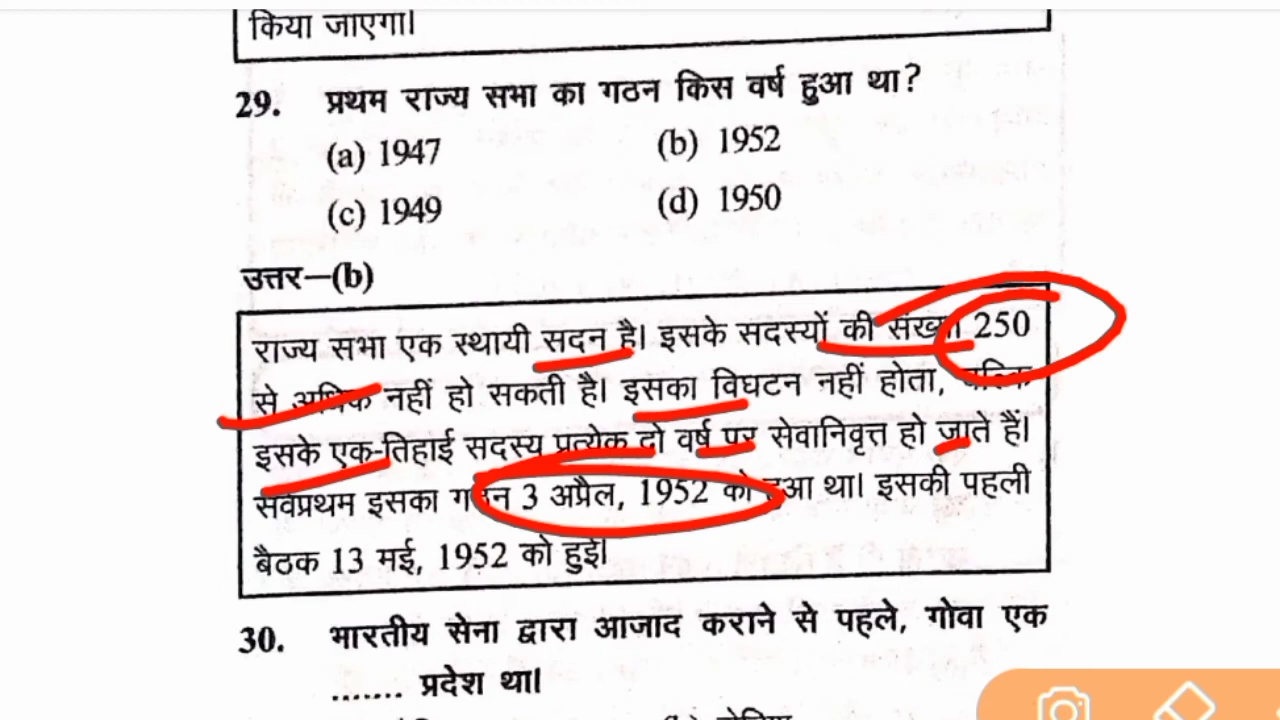 किया जाएगा।
29. प्रथम राज्य सभा का गठन किस वर्ष हुआ था?
(a) 1947 (b) 1952
(c) 1949 (d) 1950
उत्तर–(b)
राज्य सभा एक स्थायी सदन है। इसके सदस्यों की संख्या 250
से अधिक नहीं हो सकती है। इसका विघटन नहीं होता, बल्कि
इसके एक-तिहाई सदस्य प्रत्येक दो वर्ष पर सेवानिवृत्त हो जाते हैं।
सर्वप्रथम इसका गठन 3 अप्रैल, 1952 को हुआ था। इसकी पहली
बैठक 13 मई, 1952 को हुई।
30. भारतीय सेना द्वारा आजाद कराने से पहले, गोवा एक
....... प्रदेश था।